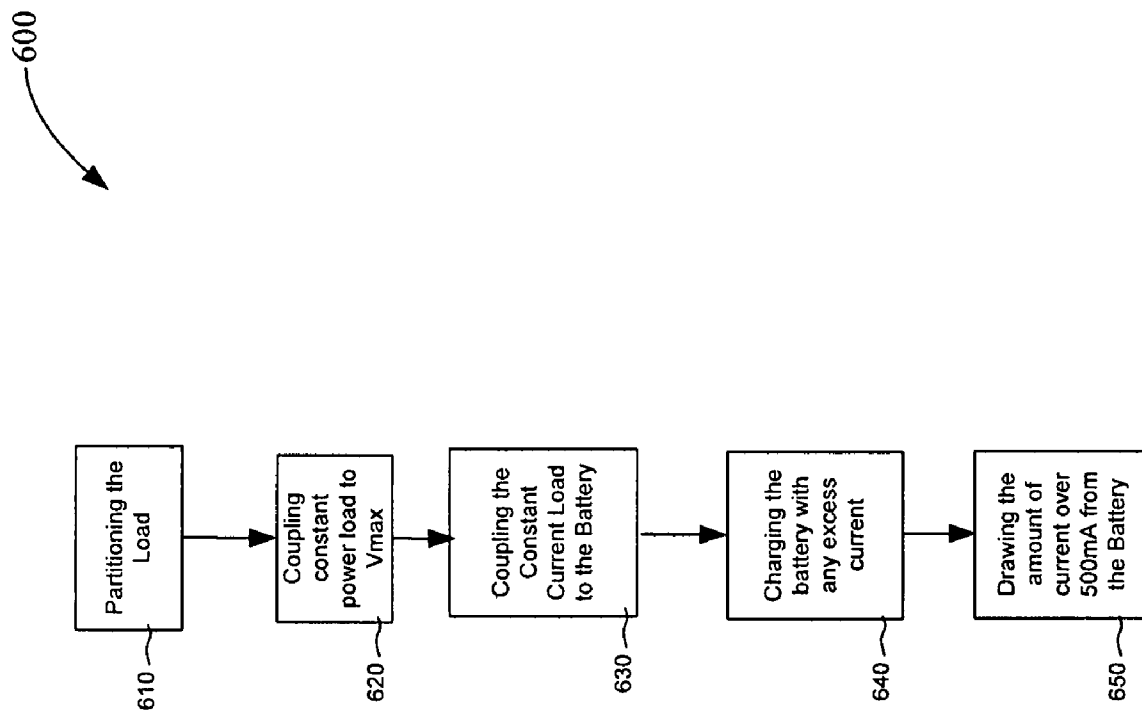 600
Partitioning the
Load
610
Coupling
constant
power load to
Vmax
620
Coupling the
Constant
Current Load
to the Battery
630
Charging the
battery with
any excess
current
640
Drawing the
amount of
current over
500mA from
the Battery
650